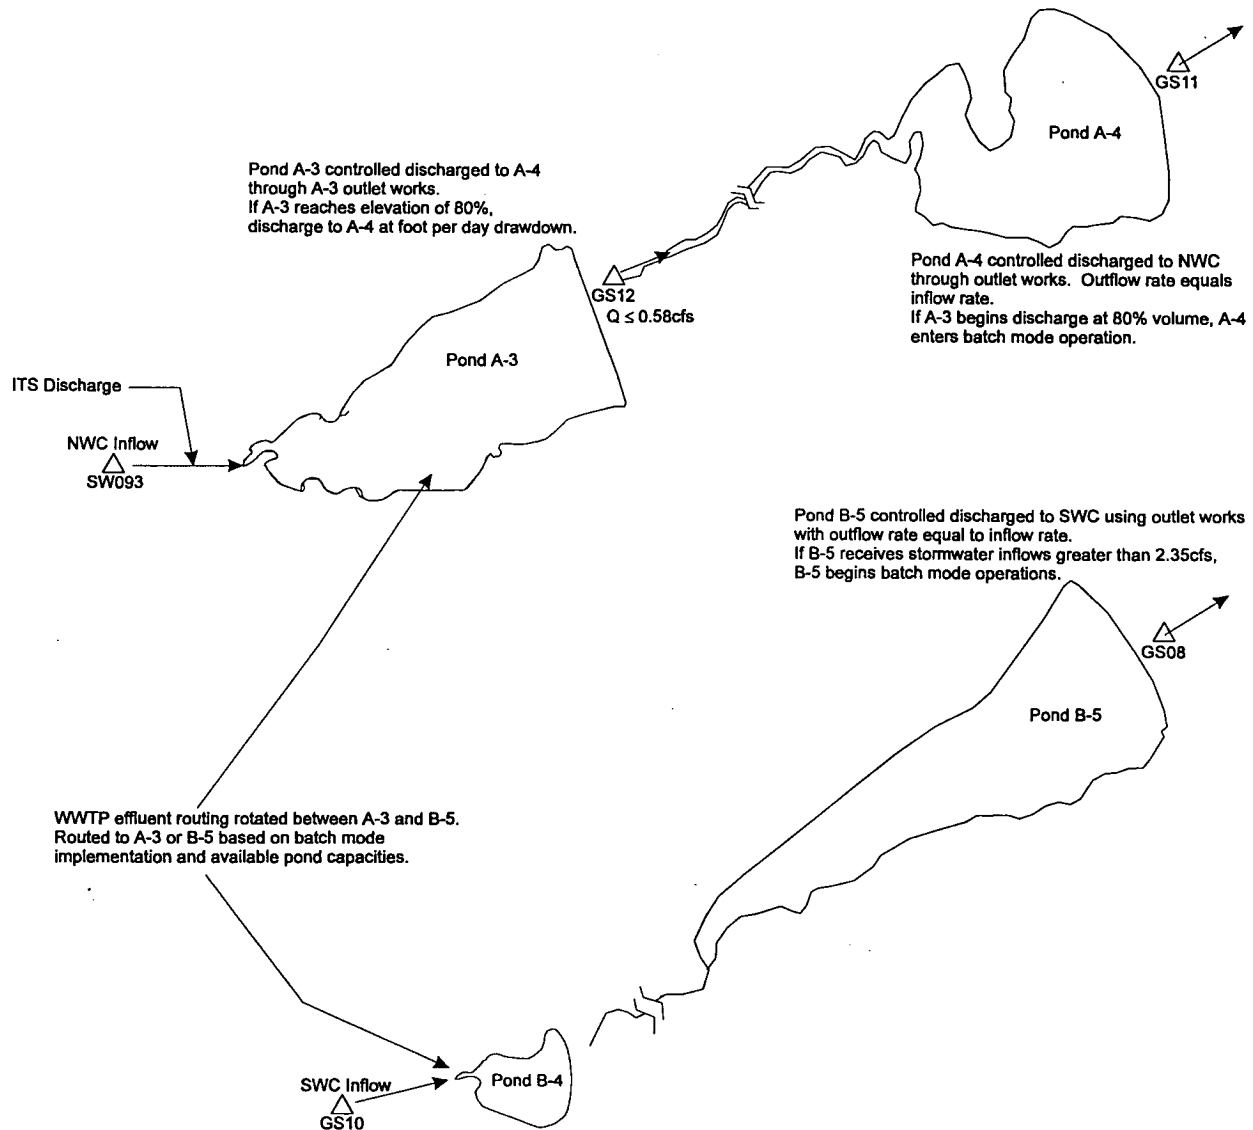 GS11
Pond A-4
Pond A-3 controlled discharged to A-4
through A-3 outlet works.
If A-3 reaches elevation of 80%,
discharge to A-4 at foot per day drawdown.
Pond A-4 controlled discharged to NWC
through outlet works. Outflow rate equals
inflow rate.
If A-3 begins discharge at 80% volume, A-4
enters batch mode operation.
GS12
Q ≤ 0.58cfs
Pond A-3
ITS Discharge
NWC Inflow
SW093
Pond B-5 controlled discharged to SWC using outlet works
with outflow rate equal to inflow rate.
If B-5 receives stormwater inflows greater than 2.35cfs,
B-5 begins batch mode operations.
GS08
Pond B-5
WWTP effluent routing rotated between A-3 and B-5.
Routed to A-3 or B-5 based on batch mode
implementation and available pond capacities.
SWC Inflow
GS10
Pond B-4